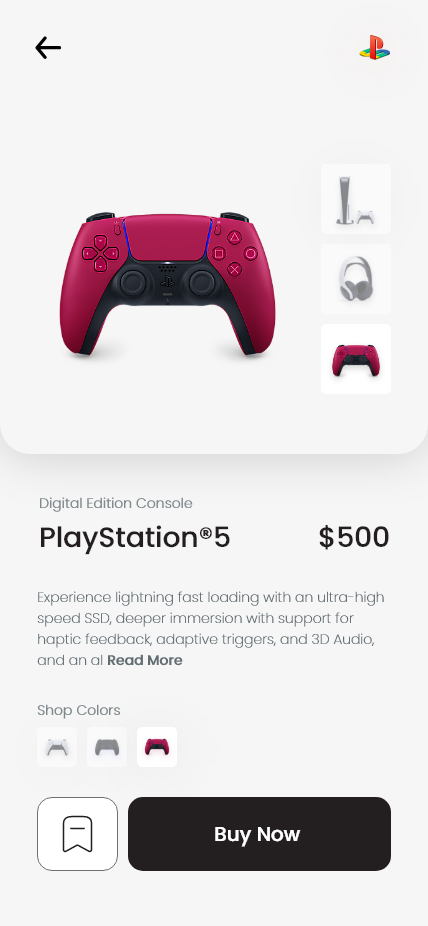 Digital Edition Console
PlayStation®5
$500
Experience lightning fast loading with an ultra-high
speed SSD, deeper immersion with support for
haptic feedback, adaptive triggers, and 3D Audio,
and an al Read More
Shop Colors
Buy Now